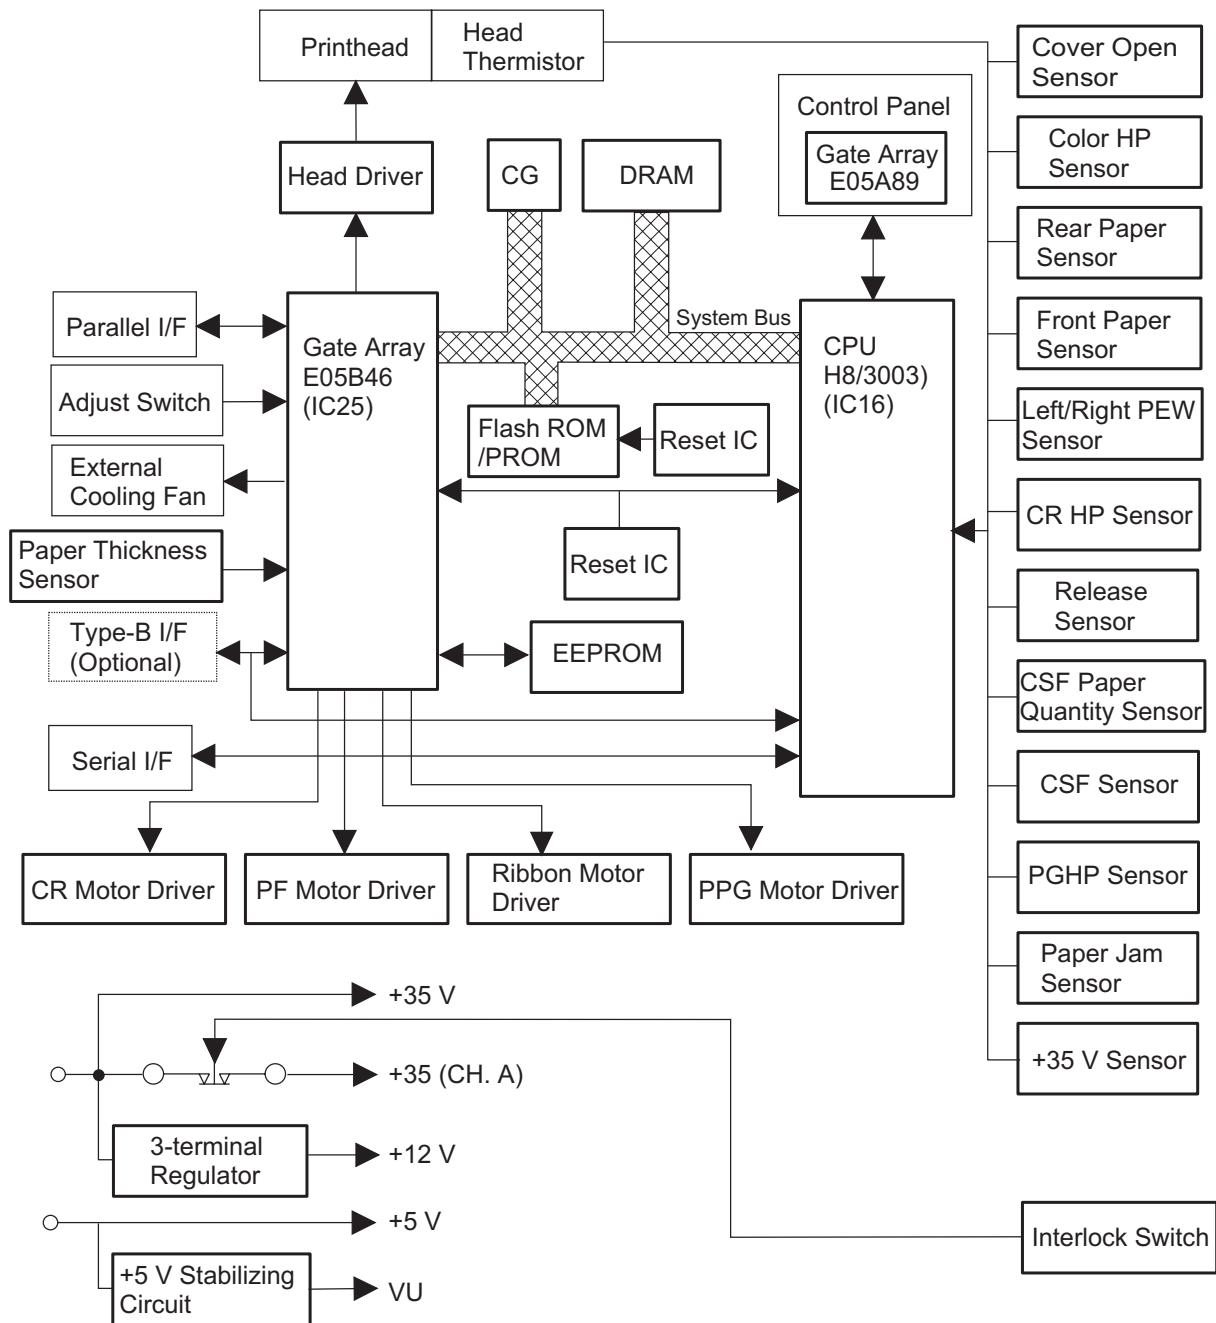 Printhead
Head
Thermistor
Cover Open
Sensor
Control Panel
Gate Array
E05A89
Color HP
Sensor
Head Driver
CG
DRAM
Rear Paper
Sensor
System Bus
Parallel I/F
Gate Array
E05B46
(IC25)
CPU
H8/3003)
(IC16)
Front Paper
Sensor
Adjust Switch
Flash ROM
/PROM
Reset IC
Left/Right PEW
Sensor
External
Cooling Fan
CR HP Sensor
Paper Thickness
Sensor
Reset IC
Release
Sensor
Type-B I/F
(Optional)
EEPROM
CSF Paper
Quantity Sensor
Serial I/F
CSF Sensor
CR Motor Driver
PF Motor Driver
Ribbon Motor
Driver
PPG Motor Driver
PGHP Sensor
Paper Jam
Sensor
+35 V
+35 (CH. A)
+35 V Sensor
3-terminal
Regulator
+12 V
+5 V
Interlock Switch
+5 V Stabilizing
Circuit
VU